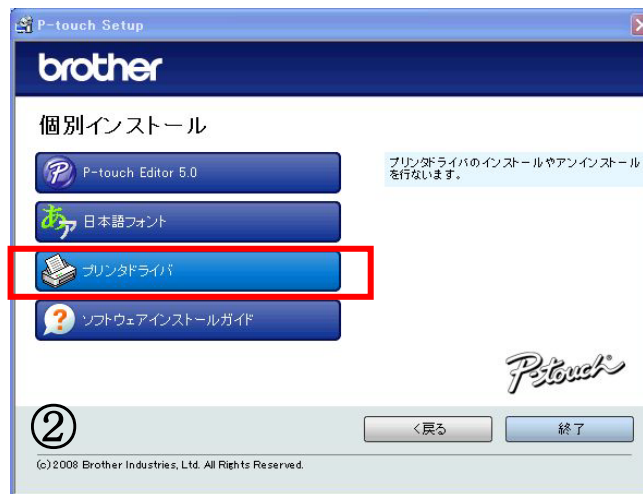 P-touch Setup
brother
個別インストール
P-touch Editor 5.0
プリンタドライバのインストールやアンインストール
を行ないます。
日本語フォント
プリンタドライバ
ソフトウェアインストールガイド
P-touch
②
<戻る
終了
(c)2008 Brother Industries, Ltd. All Rights Reserved.